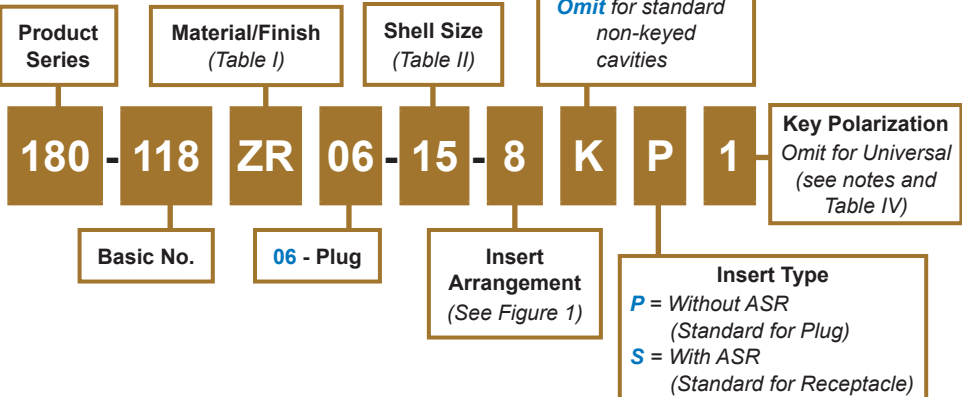 Product
Series
Material/Finish
(Table I)
Shell Size
(Table II)
Omit for standard
non-keyed
cavities
180 - 118 ZR 06 - 15 - 8 K P 1
Key Polarization
Omit for Universal
(see notes and
Table IV)
Basic No.
06 - Plug
Insert
Arrangement
(See Figure 1)
Insert Type
P = Without ASR
(Standard for Plug)
S = With ASR
(Standard for Receptacle)